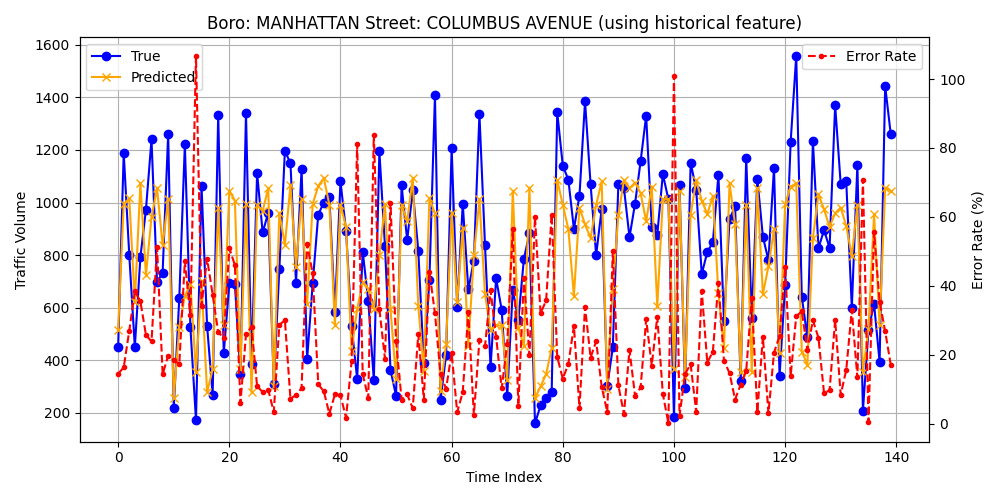 Boro: MANHATTAN Street: COLUMBUS AVENUE (using historical feature)
True
Predicted
Error Rate
1600
1400
1200
1000
800
600
400
200
Traffic Volume
100
80
60
40
20
0
Error Rate (%)
0 20 40 60 80 100 120 140
Time Index